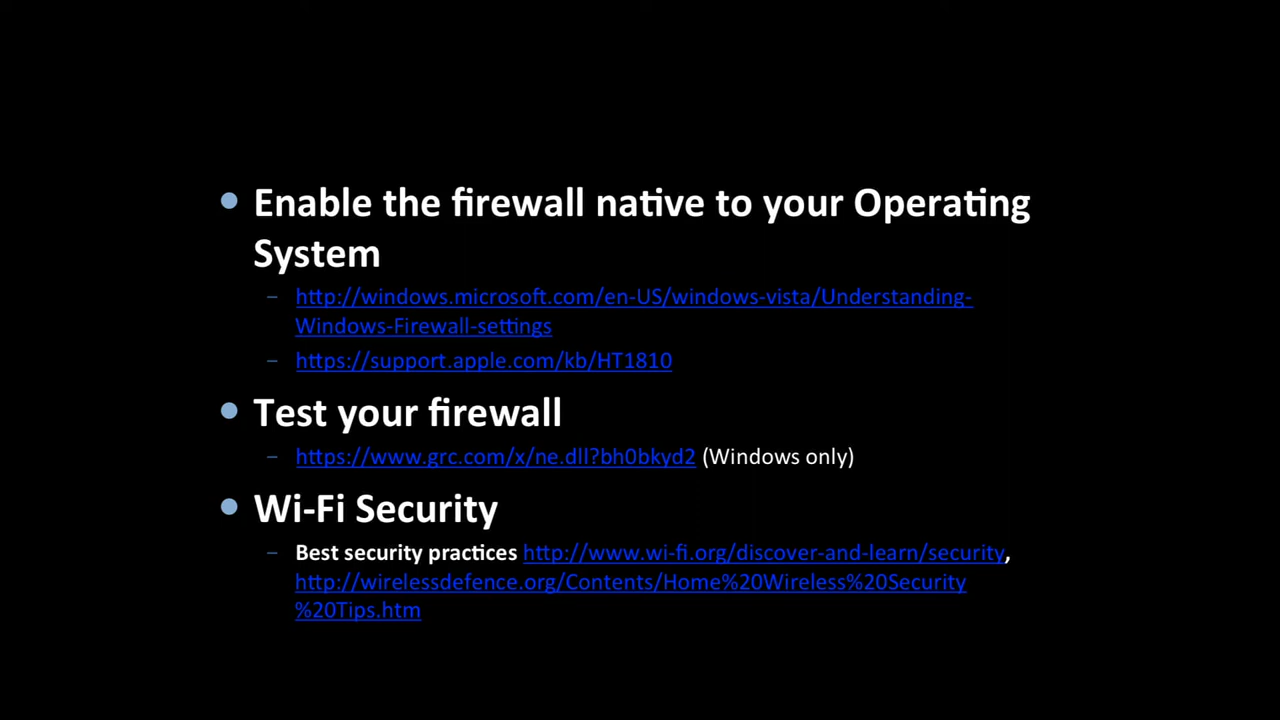 • Enable the firewall native to your Operating
System
– http://windows.microsoft.com/en-US/windows-vista/Understanding-
Windows-Firewall-settings
– https://support.apple.com/kb/HT1810
• Test your firewall
– https://www.grc.com/x/ne.dll?bh0bkyd2 (Windows only)
• Wi-Fi Security
– Best security practices http://www.wi-fi.org/discover-and-learn/security,
http://wirelessdefence.org/Contents/Home%20Wireless%20Security
%20Tips.htm